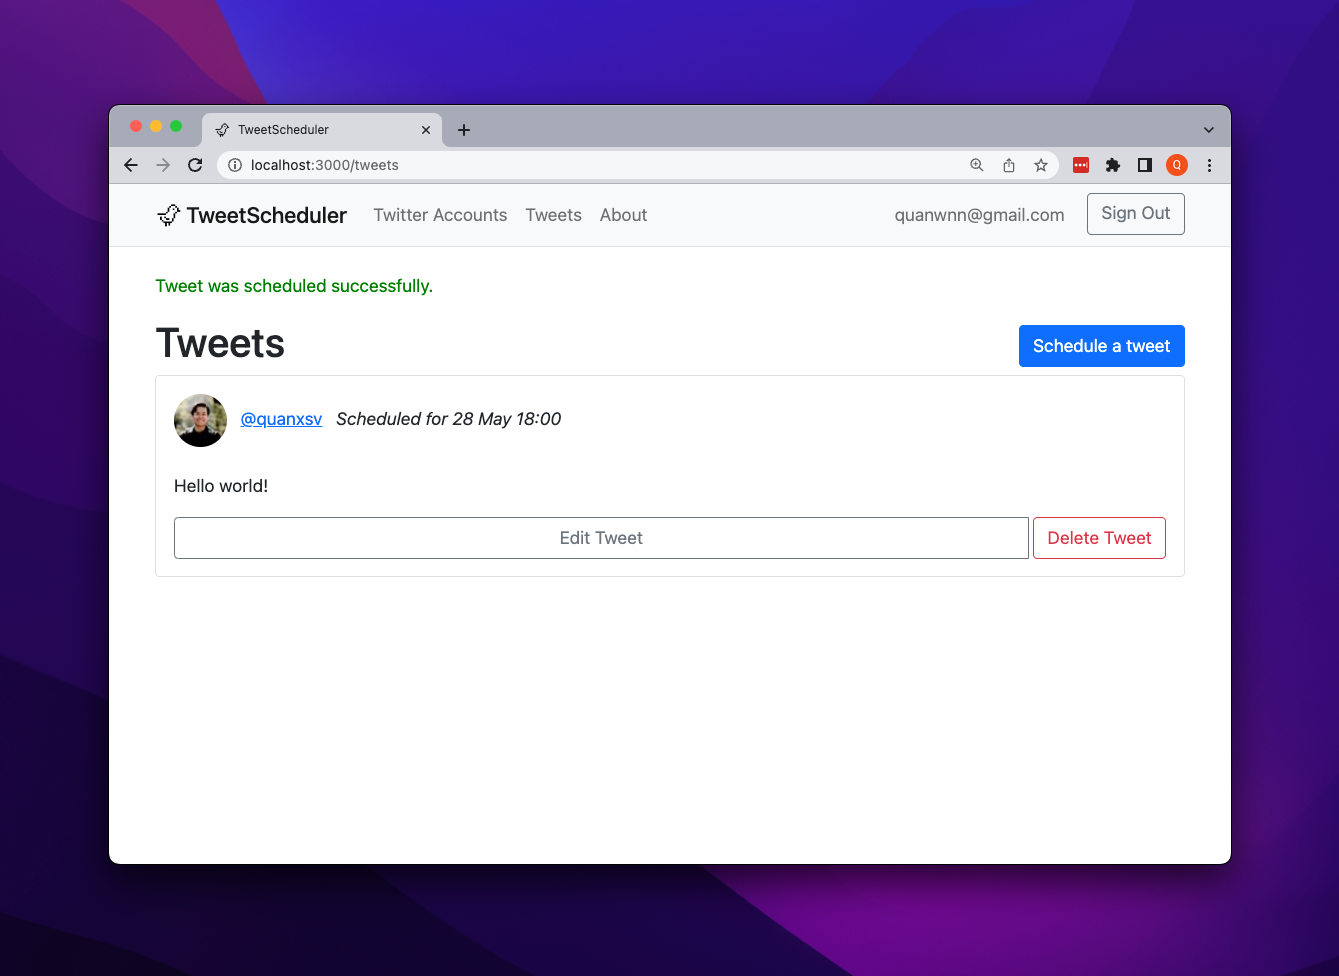 TweetScheduler
localhost:3000/tweets
Q
TweetScheduler Twitter Accounts Tweets About quanwnn@gmail.com Sign Out
Tweet was scheduled successfully.
Tweets Schedule a tweet
@quanxsv Scheduled for 28 May 18:00
Hello world!
Edit Tweet Delete Tweet